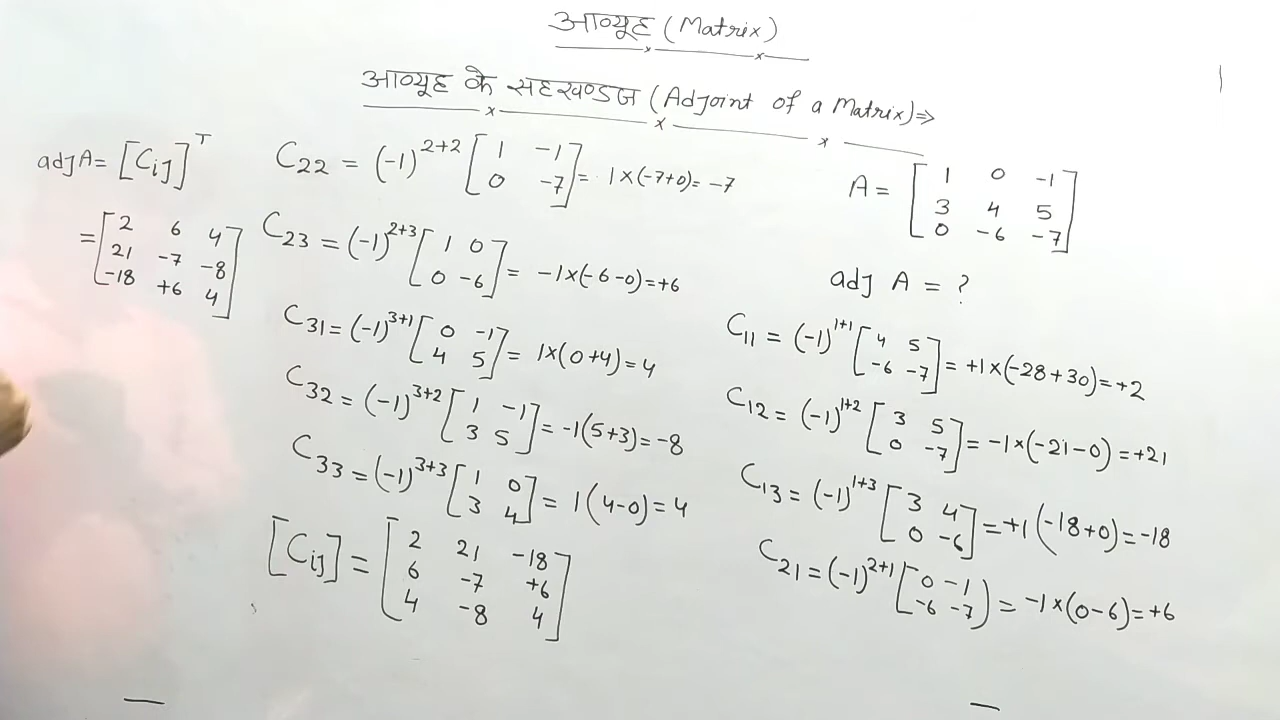 आव्यूह (Matrix)
आव्यूह के सहखण्डज (Adjoint of a Matrix) ⇒
A = [1 0 -1
3 4 5
0 -6 -7]
adj A = ?
C11 = (-1)^1+1 [4 5
-6 -7] = +1×(-28+30) = +2
C12 = (-1)^1+2 [3 5
0 -7] = -1×(-21-0) = +21
C13 = (-1)^1+3 [3 4
0 -6] = +1(-18+0) = -18
C21 = (-1)^2+1 [0 -1
-6 -7) = -1×(0-6) = +6
C22 = (-1)^2+2 [1 -1
0 -7] = 1×(-7+0) = -7
C23 = (-1)^2+3 [1 0
0 -6] = -1×(-6-0) = +6
C31 = (-1)^3+1 [0 -1
4 5] = 1×(0+4) = 4
C32 = (-1)^3+2 [1 -1
3 5] = -1(5+3) = -8
C33 = (-1)^3+3 [1 0
3 4] = 1(4-0) = 4
[Cij] = [2 21 -18
6 -7 +6
4 -8 4]
adj A = [Cij]^T
= [2 6 4
21 -7 -8
-18 +6 4]